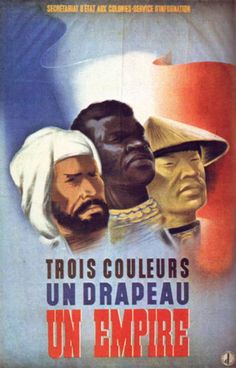 SECRÉTARIAT D'ÉTAT AUX COLONIES-SERVICE D'INFORMATION
TROIS COULEURS
UN DRAPEAU
UN EMPIRE